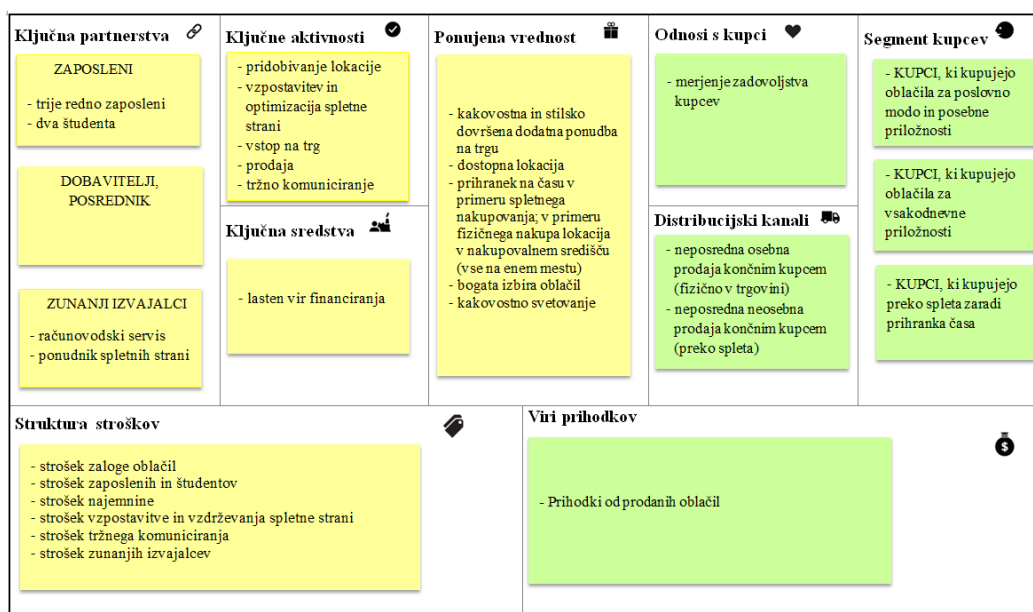 Ključna partnerstva
ZAPOSLENI
- trije redno zaposleni
- dva študenta
DOBAVITELJI,
POSREDNIK
ZUNANJI IZVAJALCI
- računovodski servis
- ponudnik spletnih strani
Ključne aktivnosti
- pridobivanje lokacije
- vzpostavitev in
optimizacija spletne
strani
- vstop na trg
- prodaja
- tržno komuniciranje
Ključna sredstva
- lasten vir financiranja
Ponujena vrednost
- kakovostna in stilsko
dovršena dodatna ponudba
na trgu
- dostopna lokacija
- prihranek na času v
primeru spletnega
nakupovanja; v primeru
fizičnega nakupa lokacija
v nakupovalnem središču
(vse na enem mestu)
- bogata izbira oblačil
- kakovostno svetovanje
Odnosi s kupci
- merjenje zadovoljstva
kupcev
Distribucijski kanali
- neposredna osebna
prodaja končnim kupcem
(fizično v trgovini)
- neposredna neosebna
prodaja končnim kupcem
(preko spleta)
Segment kupcev
- KUPCI, ki kupujejo
oblačila za poslovno
modo in posebne
priložnosti
- KUPCI, ki kupujejo
oblačila za
vsakodnevne
priložnosti
- KUPCI, ki kupujejo
preko spleta zaradi
prihranka časa
Struktura stroškov
- strošek zaloge oblačil
- strošek zaposlenih in študentov
- strošek najemnine
- strošek vzpostavitve in vzdrževanja spletne strani
- strošek tržnega komuniciranja
- strošek zunanjih izvajalcev
Viri prihodkov
- Prihodki od prodanih oblačil